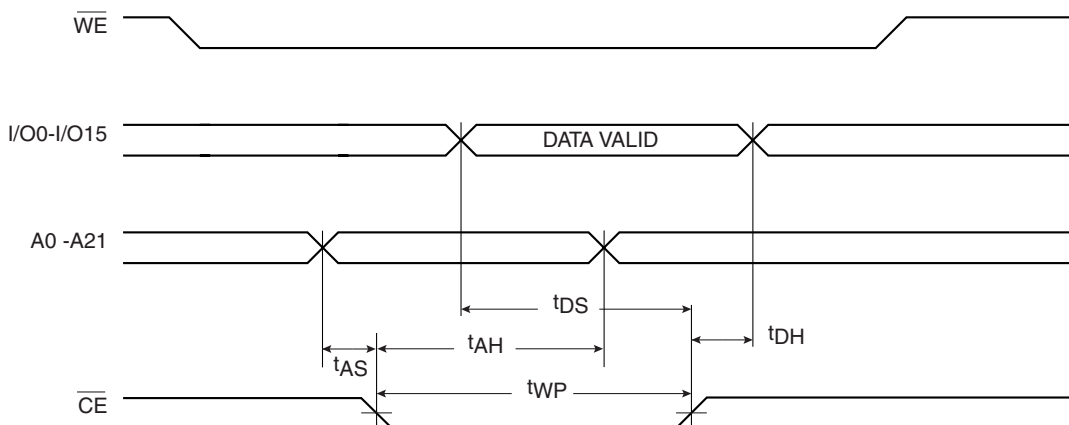 WE
I/O0-I/O15
DATA VALID
A0 -A21
tDS
tDH
tAS
tAH
tWP
CE